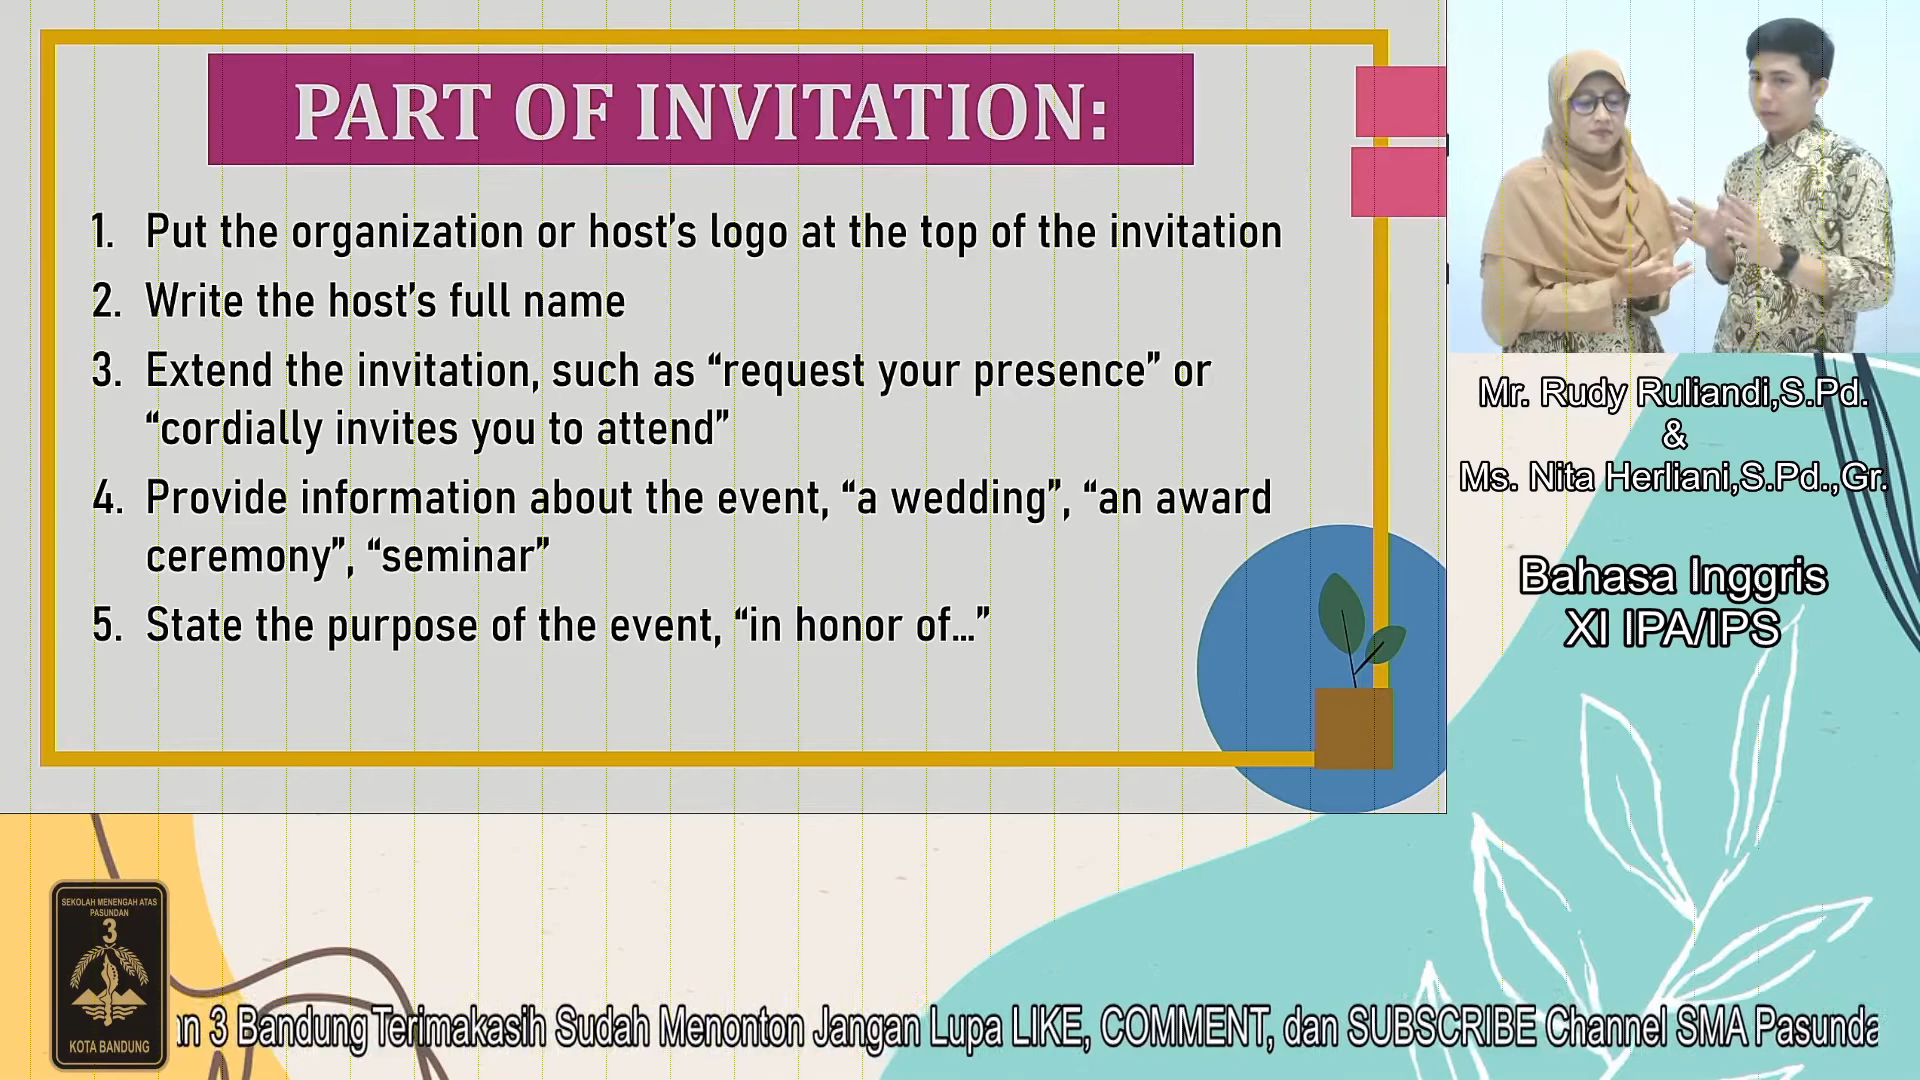 PART OF INVITATION:
1. Put the organization or host’s logo at the top of the invitation
2. Write the host’s full name
3. Extend the invitation, such as “request your presence” or
“cordially invites you to attend”
4. Provide information about the event, “a wedding”, “an award
ceremony”, “seminar”
5. State the purpose of the event, “in honor of...”
Mr. Rudy Ruliandi,S.Pd.
&
Ms. Nita Herliani,S.Pd.,Gr.
Bahasa Inggris
XI IPA/IPS
SEKOLAH MENENGAH ATAS
PASUNDAN
3
KOTA BANDUNG
3 Bandung Terimakasih Sudah Menonton Jangan Lupa LIKE, COMMENT, dan SUBSCRIBE Channel SMA